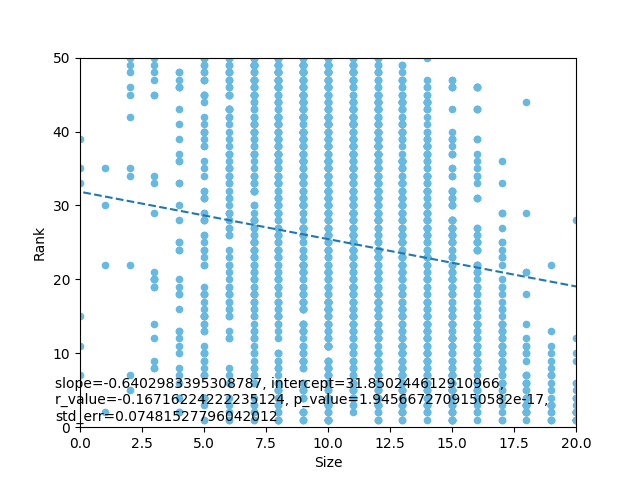 50
40
30
20
10
0
Rank
slope=-0.6402983395308787, intercept=31.850244612910966,
r_value=-0.16716224222235124, p_value=1.9456672709150582e-17,
std_err=0.07481527796042012
0.0 2.5 5.0 7.5 10.0 12.5 15.0 17.5 20.0
Size